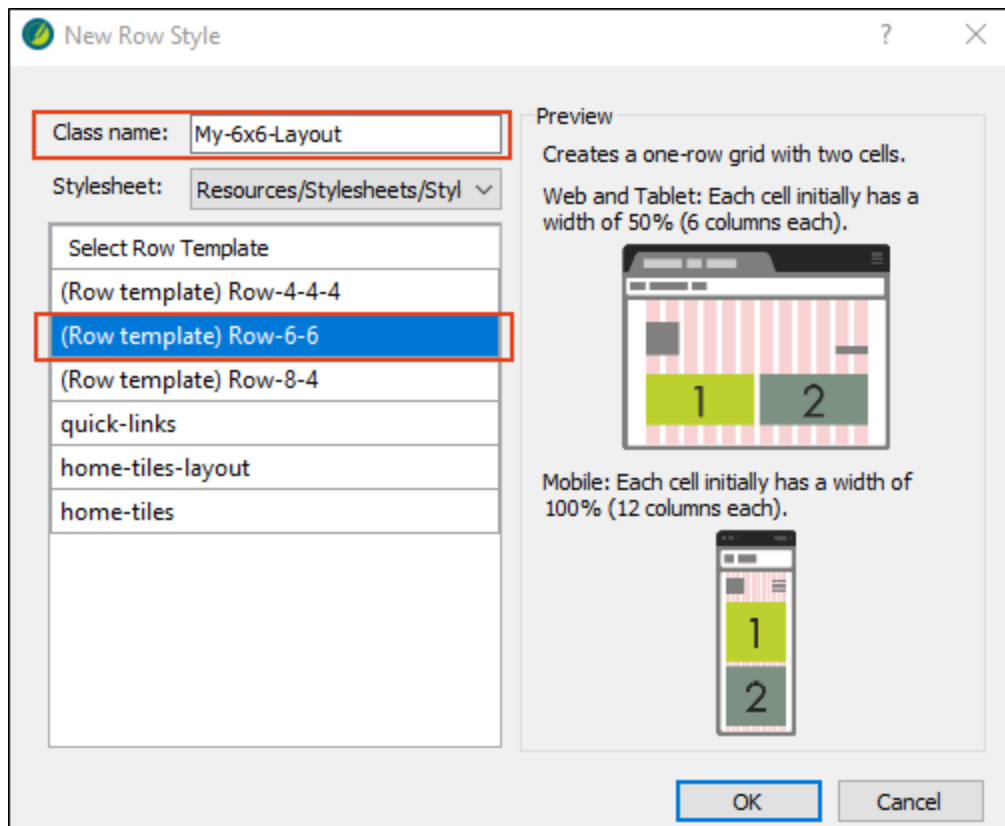 New Row Style
?
Class name: My-6x6-Layout
Stylesheet: Resources/Stylesheets/Styl
Select Row Template
(Row template) Row-4-4-4
(Row template) Row-6-6
(Row template) Row-8-4
quick-links
home-tiles-layout
home-tiles
Preview
Creates a one-row grid with two cells.
Web and Tablet: Each cell initially has a
width of 50% (6 columns each).
1 2
Mobile: Each cell initially has a width of
100% (12 columns each).
1
2
OK Cancel